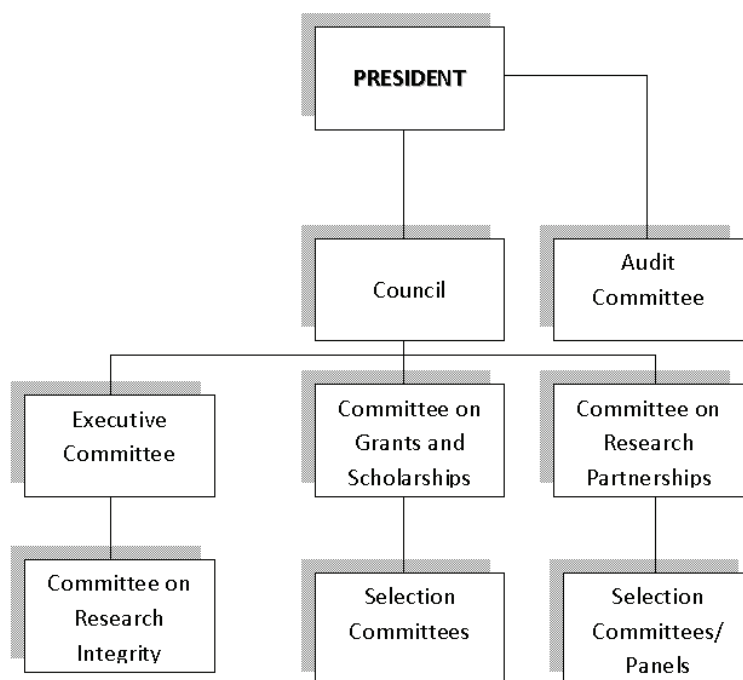 PRESIDENT
Council
Audit
Committee
Executive
Committee
Committee on
Grants and
Scholarships
Committee on
Research
Partnerships
Committee on
Research
Integrity
Selection
Committees
Selection
Committees/
Panels